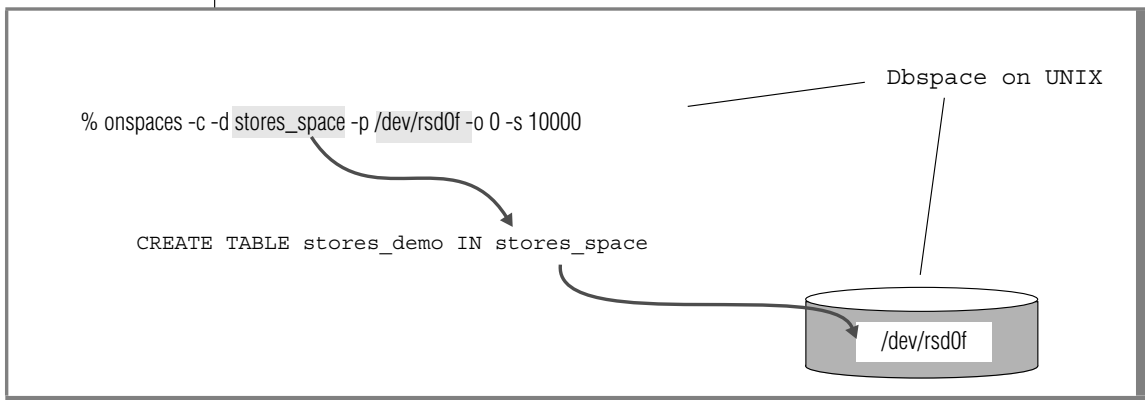 Dbspace on UNIX
% onspaces -c -d stores_space -p /dev/rsd0f -o 0 -s 10000
CREATE TABLE stores_demo IN stores_space
/dev/rsd0f